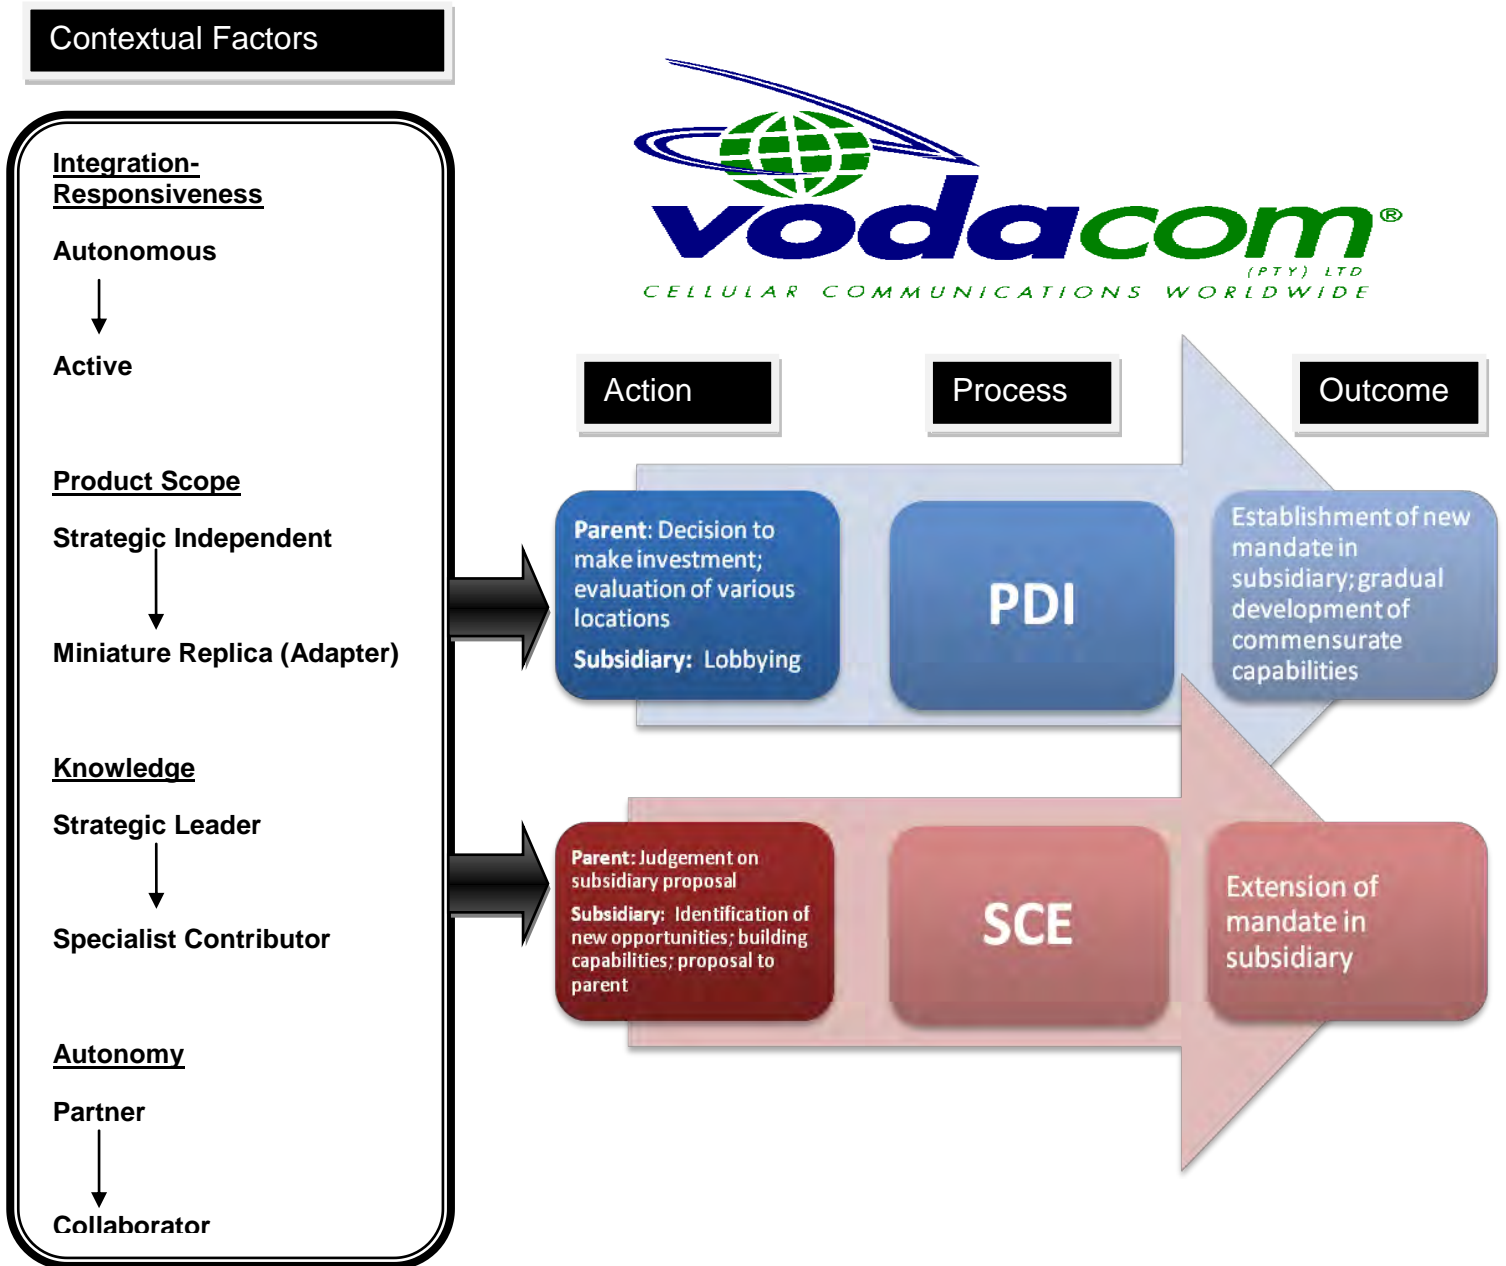 Contextual Factors
Integration-
Responsiveness
Autonomous
Active
Product Scope
Strategic Independent
Miniature Replica (Adapter)
Knowledge
Strategic Leader
Specialist Contributor
Autonomy
Partner
Collaborator
vodacom®
(PTY) LTD
CELLULAR COMMUNICATIONS WORLDWIDE
Action
Process
Outcome
Parent: Decision to
make investment;
evaluation of various
locations
Subsidiary: Lobbying
PDI
Establishment of new
mandate in
subsidiary; gradual
development of
commensurate
capabilities
Parent: Judgement on
subsidiary proposal
Subsidiary: Identification of
new opportunities; building
capabilities; proposal to
parent
SCE
Extension of
mandate in
subsidiary